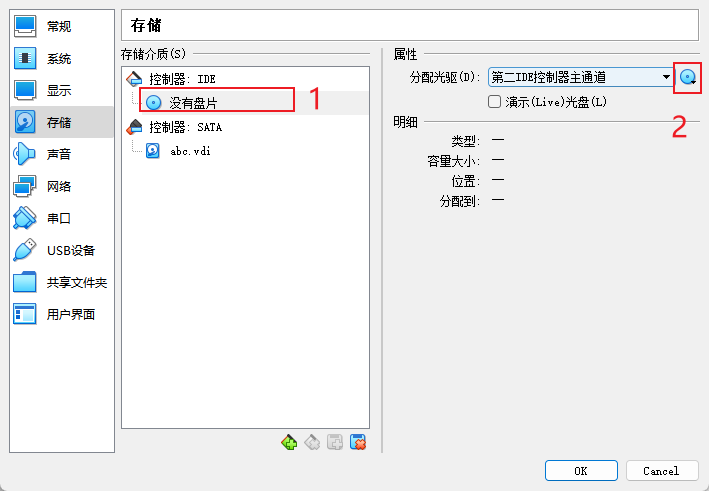 常规
系统
显示
存储
声音
网络
串口
USB设备
共享文件夹
用户界面
存储
存储介质(S)
控制器: IDE
没有盘片
1
控制器: SATA
abc.vdi
属性
分配光驱(D): 第二IDE控制器主通道
2
演示(Live)光盘(L)
明细
类型: —
容量大小: —
位置: —
分配到: —
OK
Cancel